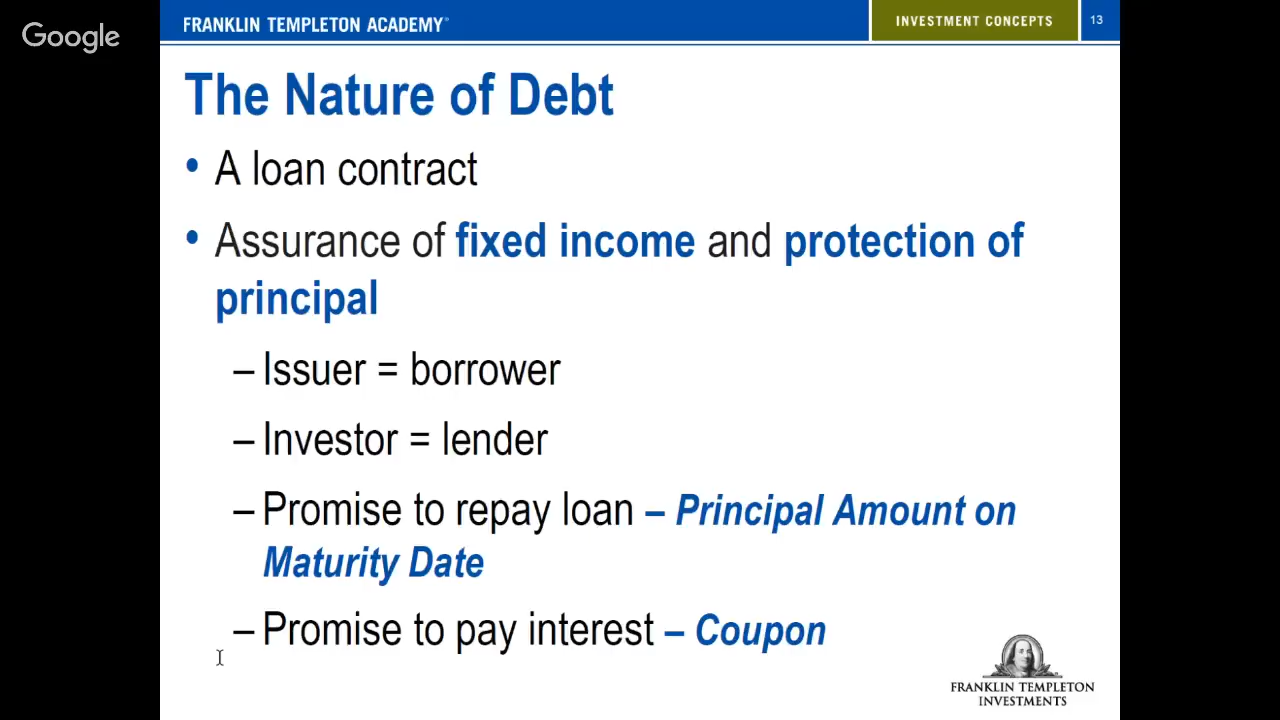 Google
FRANKLIN TEMPLETON ACADEMY
INVESTMENT CONCEPTS
13
The Nature of Debt
• A loan contract
• Assurance of fixed income and protection of
principal
– Issuer = borrower
– Investor = lender
– Promise to repay loan – Principal Amount on
Maturity Date
– Promise to pay interest – Coupon
FRANKLIN TEMPLETON
INVESTMENTS